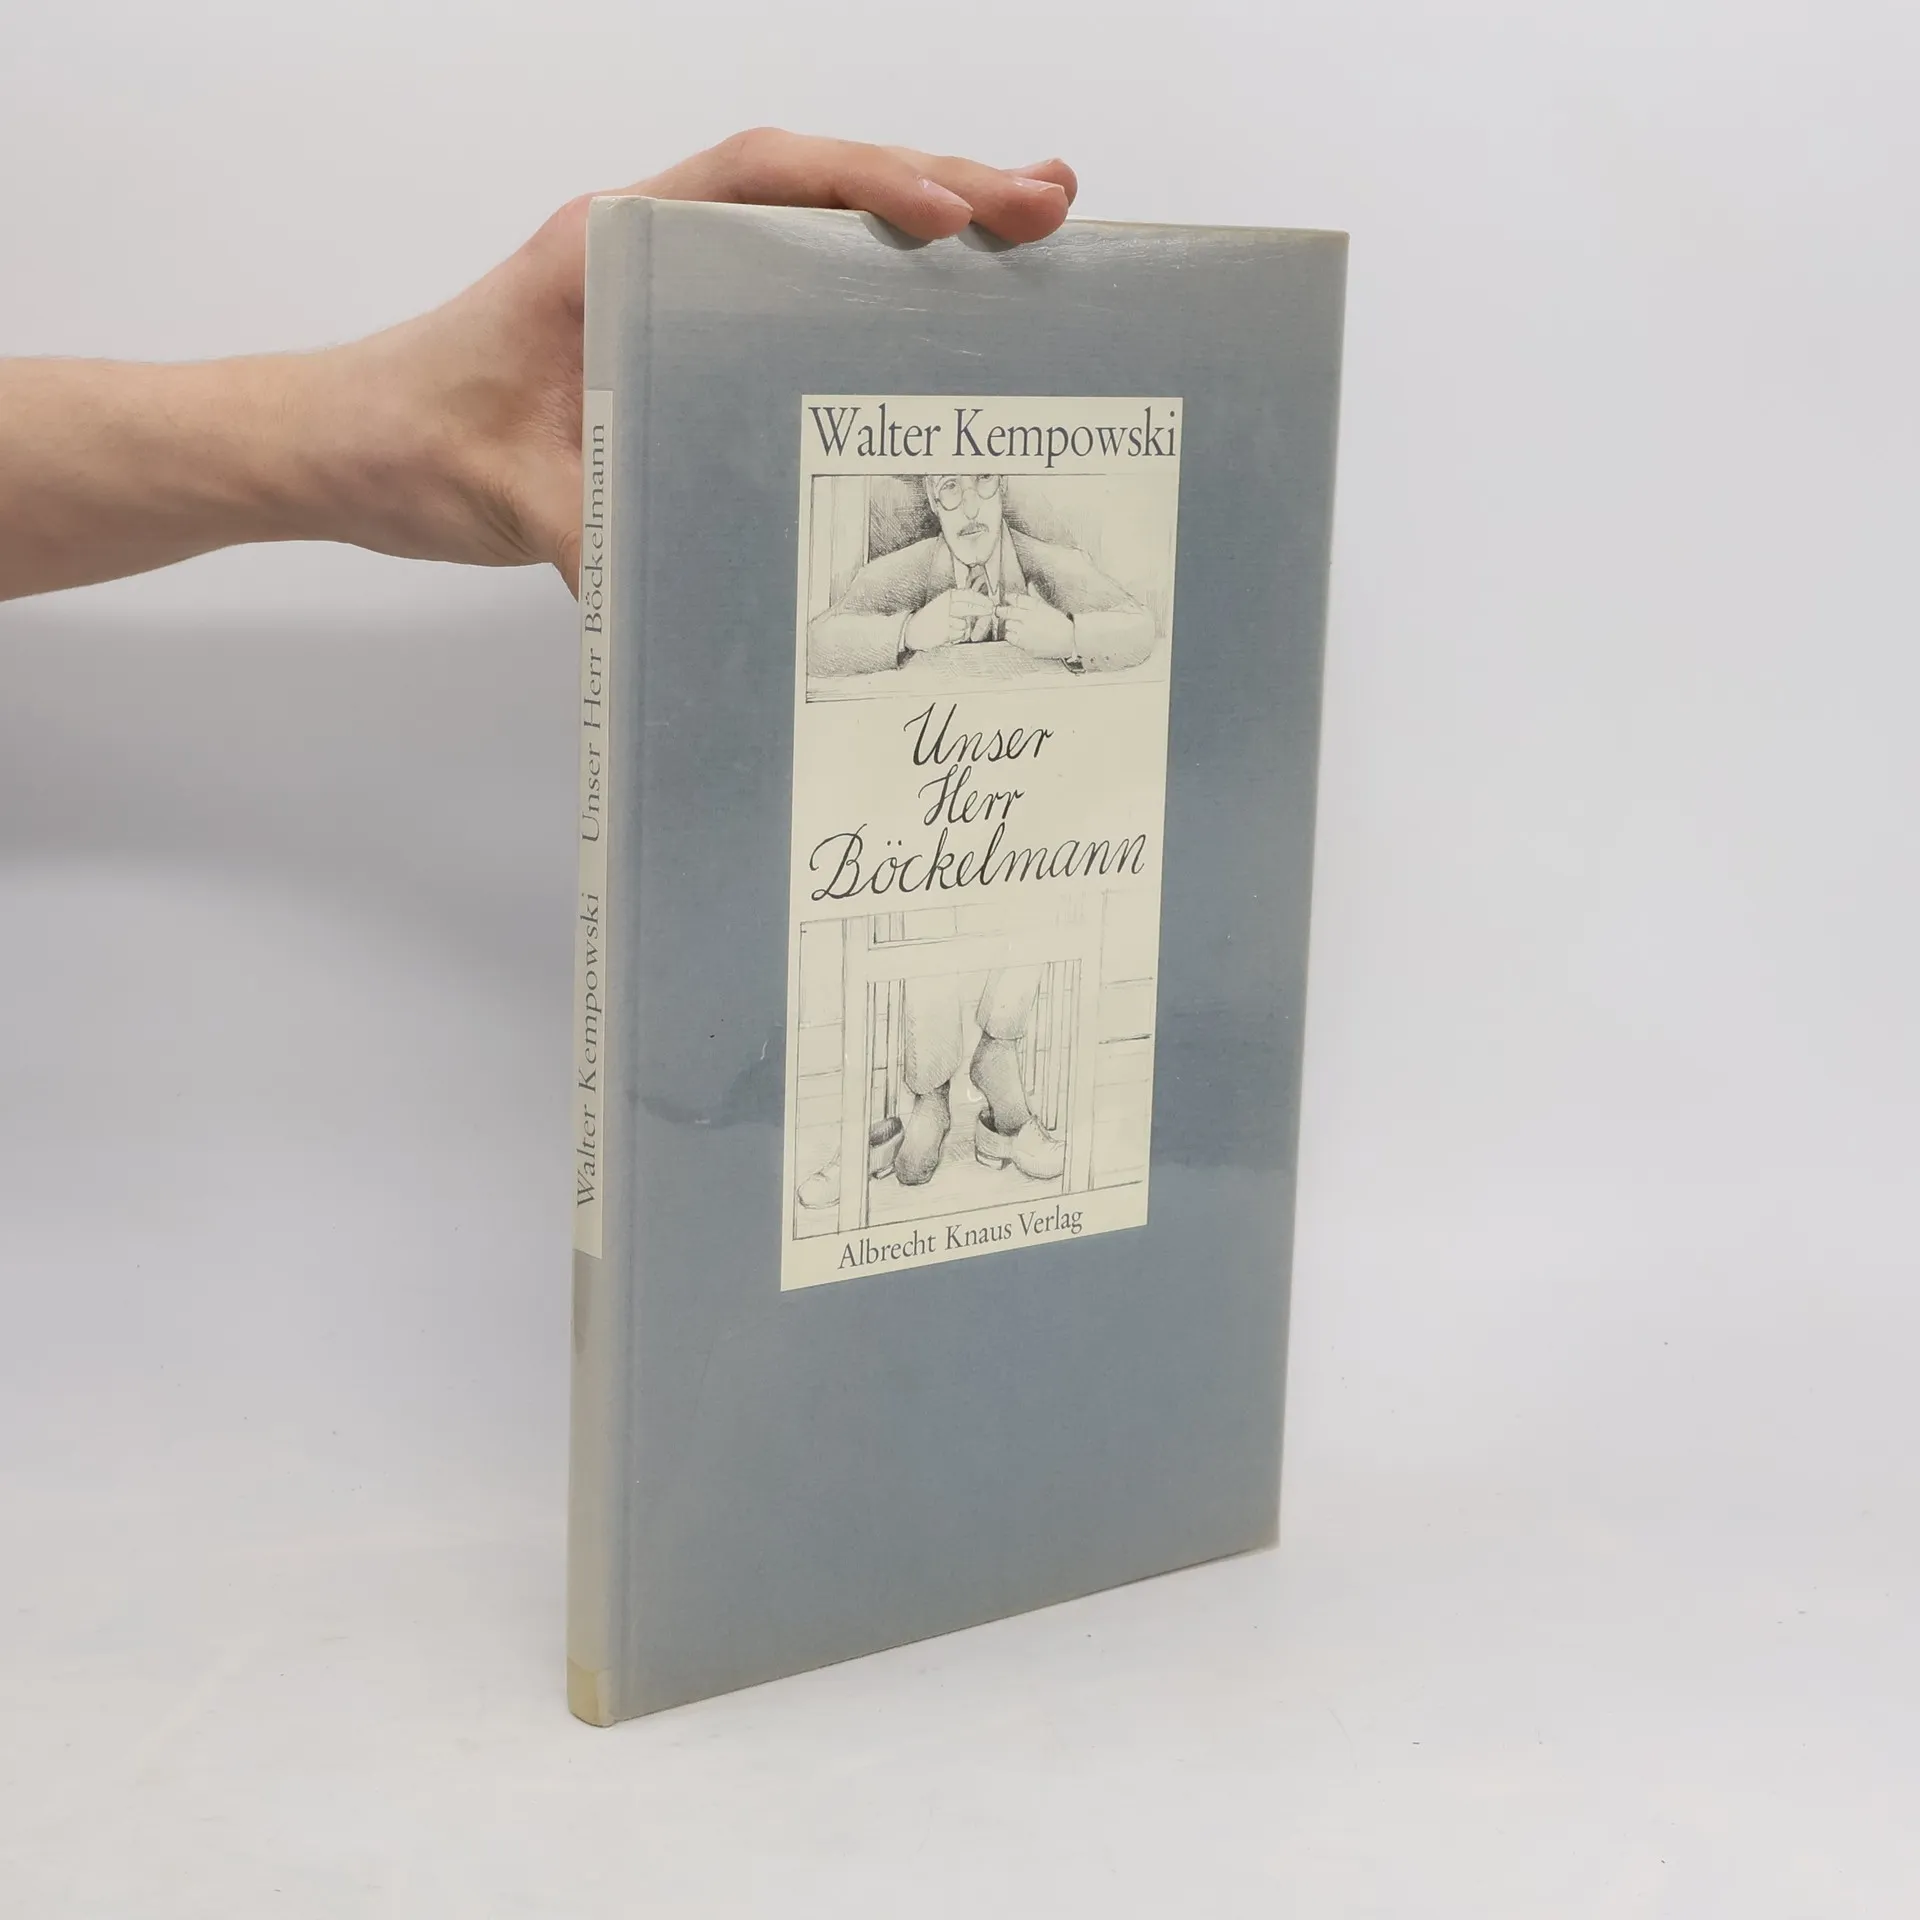 Walter Kempowski
Unser
Herr
Böckelmann
Albrecht Knaus Verlag
Walter Kempowski Unser Herr Böckelmann